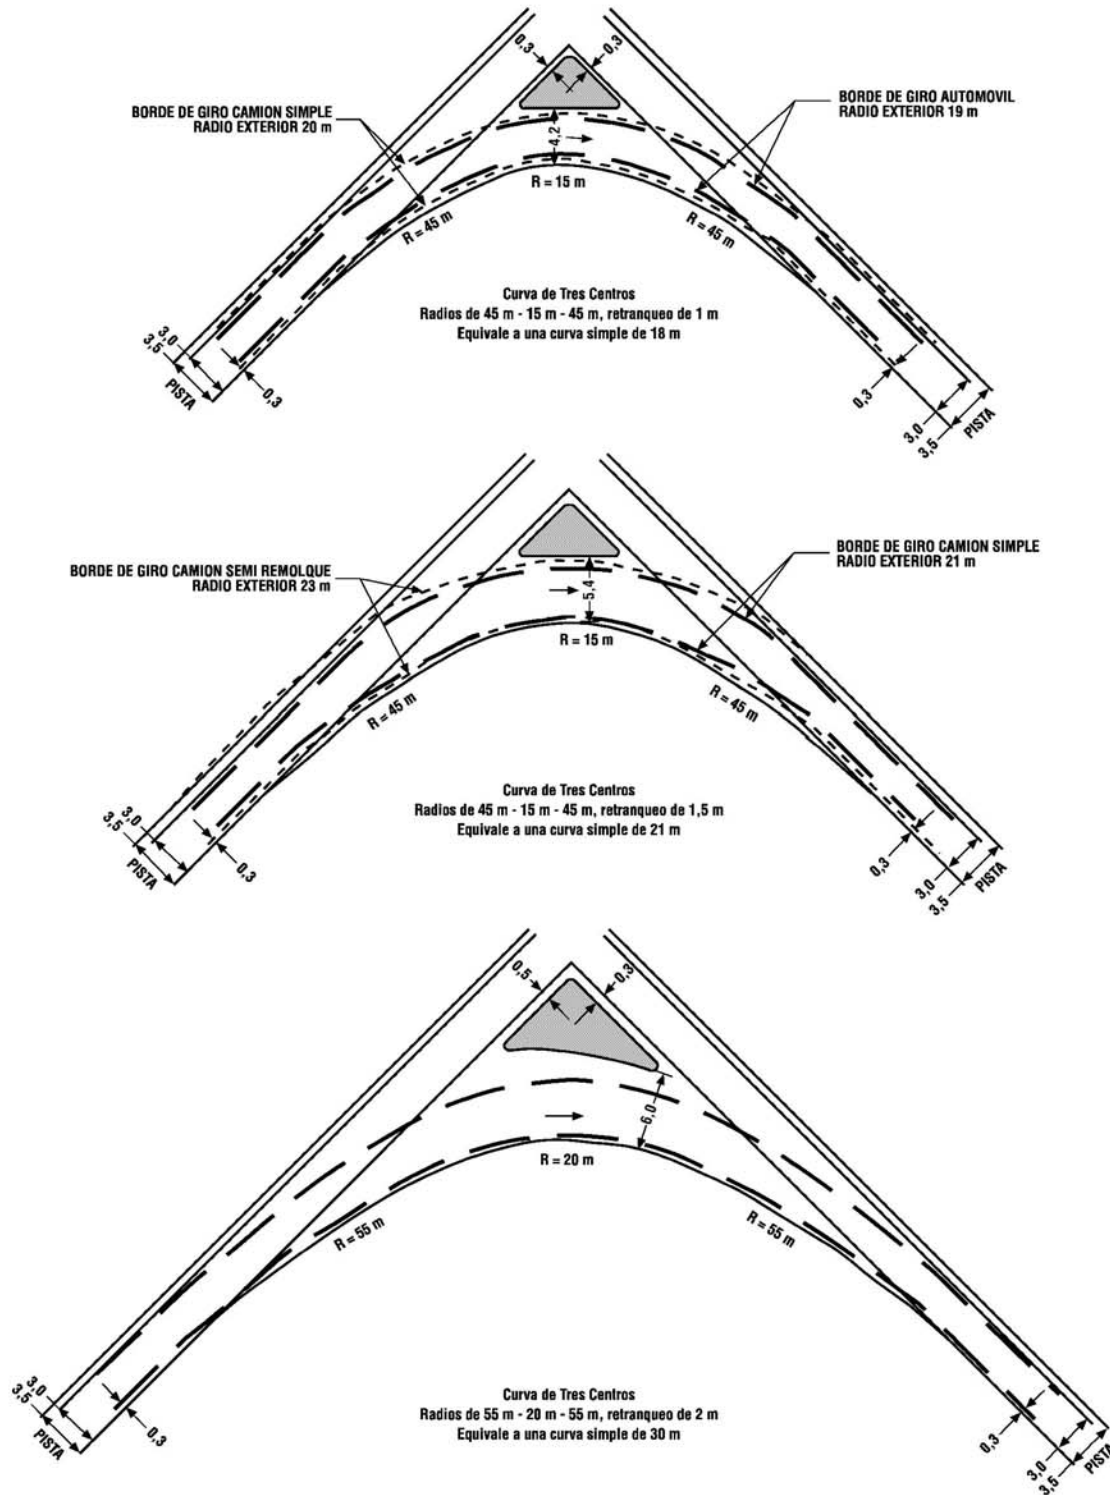 0,3
0,3
BORDE DE GIRO CAMION SIMPLE
RADIO EXTERIOR 20 m
BORDE DE GIRO AUTOMOVIL
RADIO EXTERIOR 19 m
4,2
R = 15 m
R = 45 m
R = 45 m
Curva de Tres Centros
Radios de 45 m - 15 m - 45 m, retranqueo de 1 m
Equivale a una curva simple de 18 m
3,0
3,5
PISTA
0,3
0,3
3,0
3,5
PISTA
BORDE DE GIRO CAMION SEMI REMOLQUE
RADIO EXTERIOR 23 m
BORDE DE GIRO CAMION SIMPLE
RADIO EXTERIOR 21 m
5,4
R = 15 m
R = 45 m
R = 45 m
Curva de Tres Centros
Radios de 45 m - 15 m - 45 m, retranqueo de 1,5 m
Equivale a una curva simple de 21 m
3,0
3,5
PISTA
0,3
0,3
3,0
3,5
PISTA
0,5
0,3
6,0
R = 20 m
R = 55 m
R = 55 m
Curva de Tres Centros
Radios de 55 m - 20 m - 55 m, retranqueo de 2 m
Equivale a una curva simple de 30 m
3,0
3,5
PISTA
0,3
0,3
3,0
3,5
PISTA